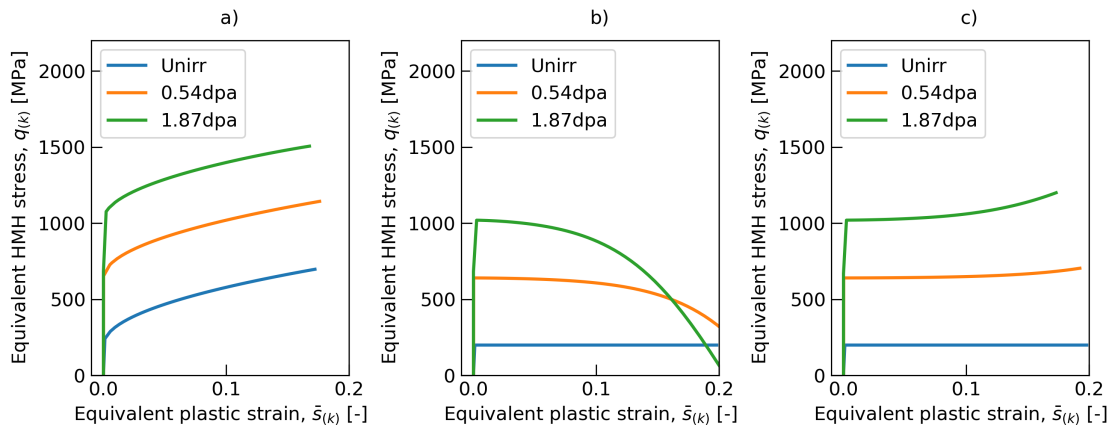 a)
Equivalent HMH stress, q(k) [MPa]
2000
1500
1000
500
0
Unirr
0.54dpa
1.87dpa
0.0 0.1 0.2
Equivalent plastic strain, s̄(k) [-]
b)
Equivalent HMH stress, q(k) [MPa]
2000
1500
1000
500
0
Unirr
0.54dpa
1.87dpa
0.0 0.1 0.2
Equivalent plastic strain, s̄(k) [-]
c)
Equivalent HMH stress, q(k) [MPa]
2000
1500
1000
500
0
Unirr
0.54dpa
1.87dpa
0.0 0.1 0.2
Equivalent plastic strain, s̄(k) [-]